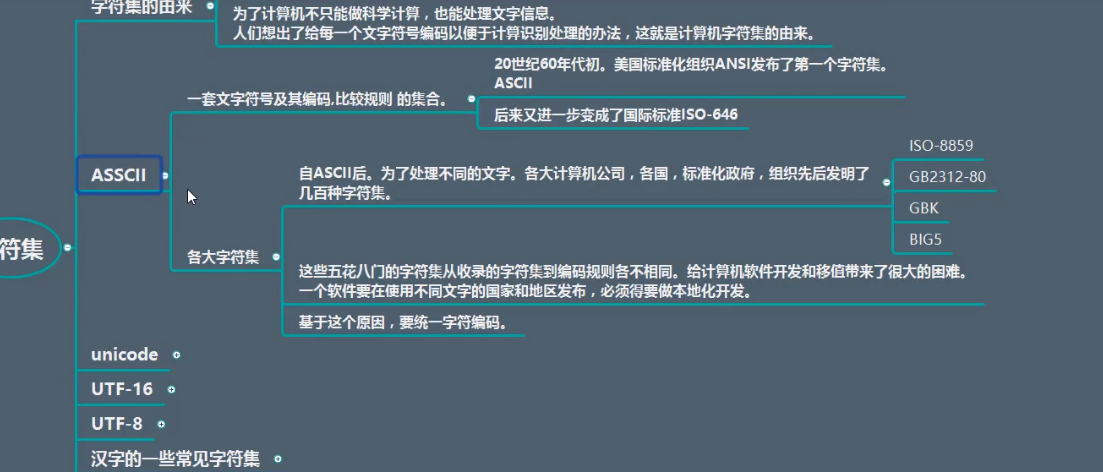 字符集的由来
为了计算机不只能做科学计算，也能处理文字信息。
人们想出了给每一个文字符号编码以便于计算识别处理的办法，这就是计算机字符集的由来。
20世纪60年代初。美国标准化组织ANSI发布了第一个字符集。
ASCII
一套文字符号及其编码,比较规则 的集合。
后来又进一步变成了国际标准ISO-646
ISO-8859
ASSCII
自ASCII后。为了处理不同的文字。各大计算机公司，各国，标准化政府，组织先后发明了
几百种字符集。
GB2312-80
GBK
BIG5
符集
各大字符集
这些五花八门的字符集从收录的字符集到编码规则各不相同。给计算机软件开发和移值带来了很大的困难。
一个软件要在使用不同文字的国家和地区发布，必须得要做本地化开发。
基于这个原因，要统一字符编码。
unicode
UTF-16
UTF-8
汉字的一些常见字符集